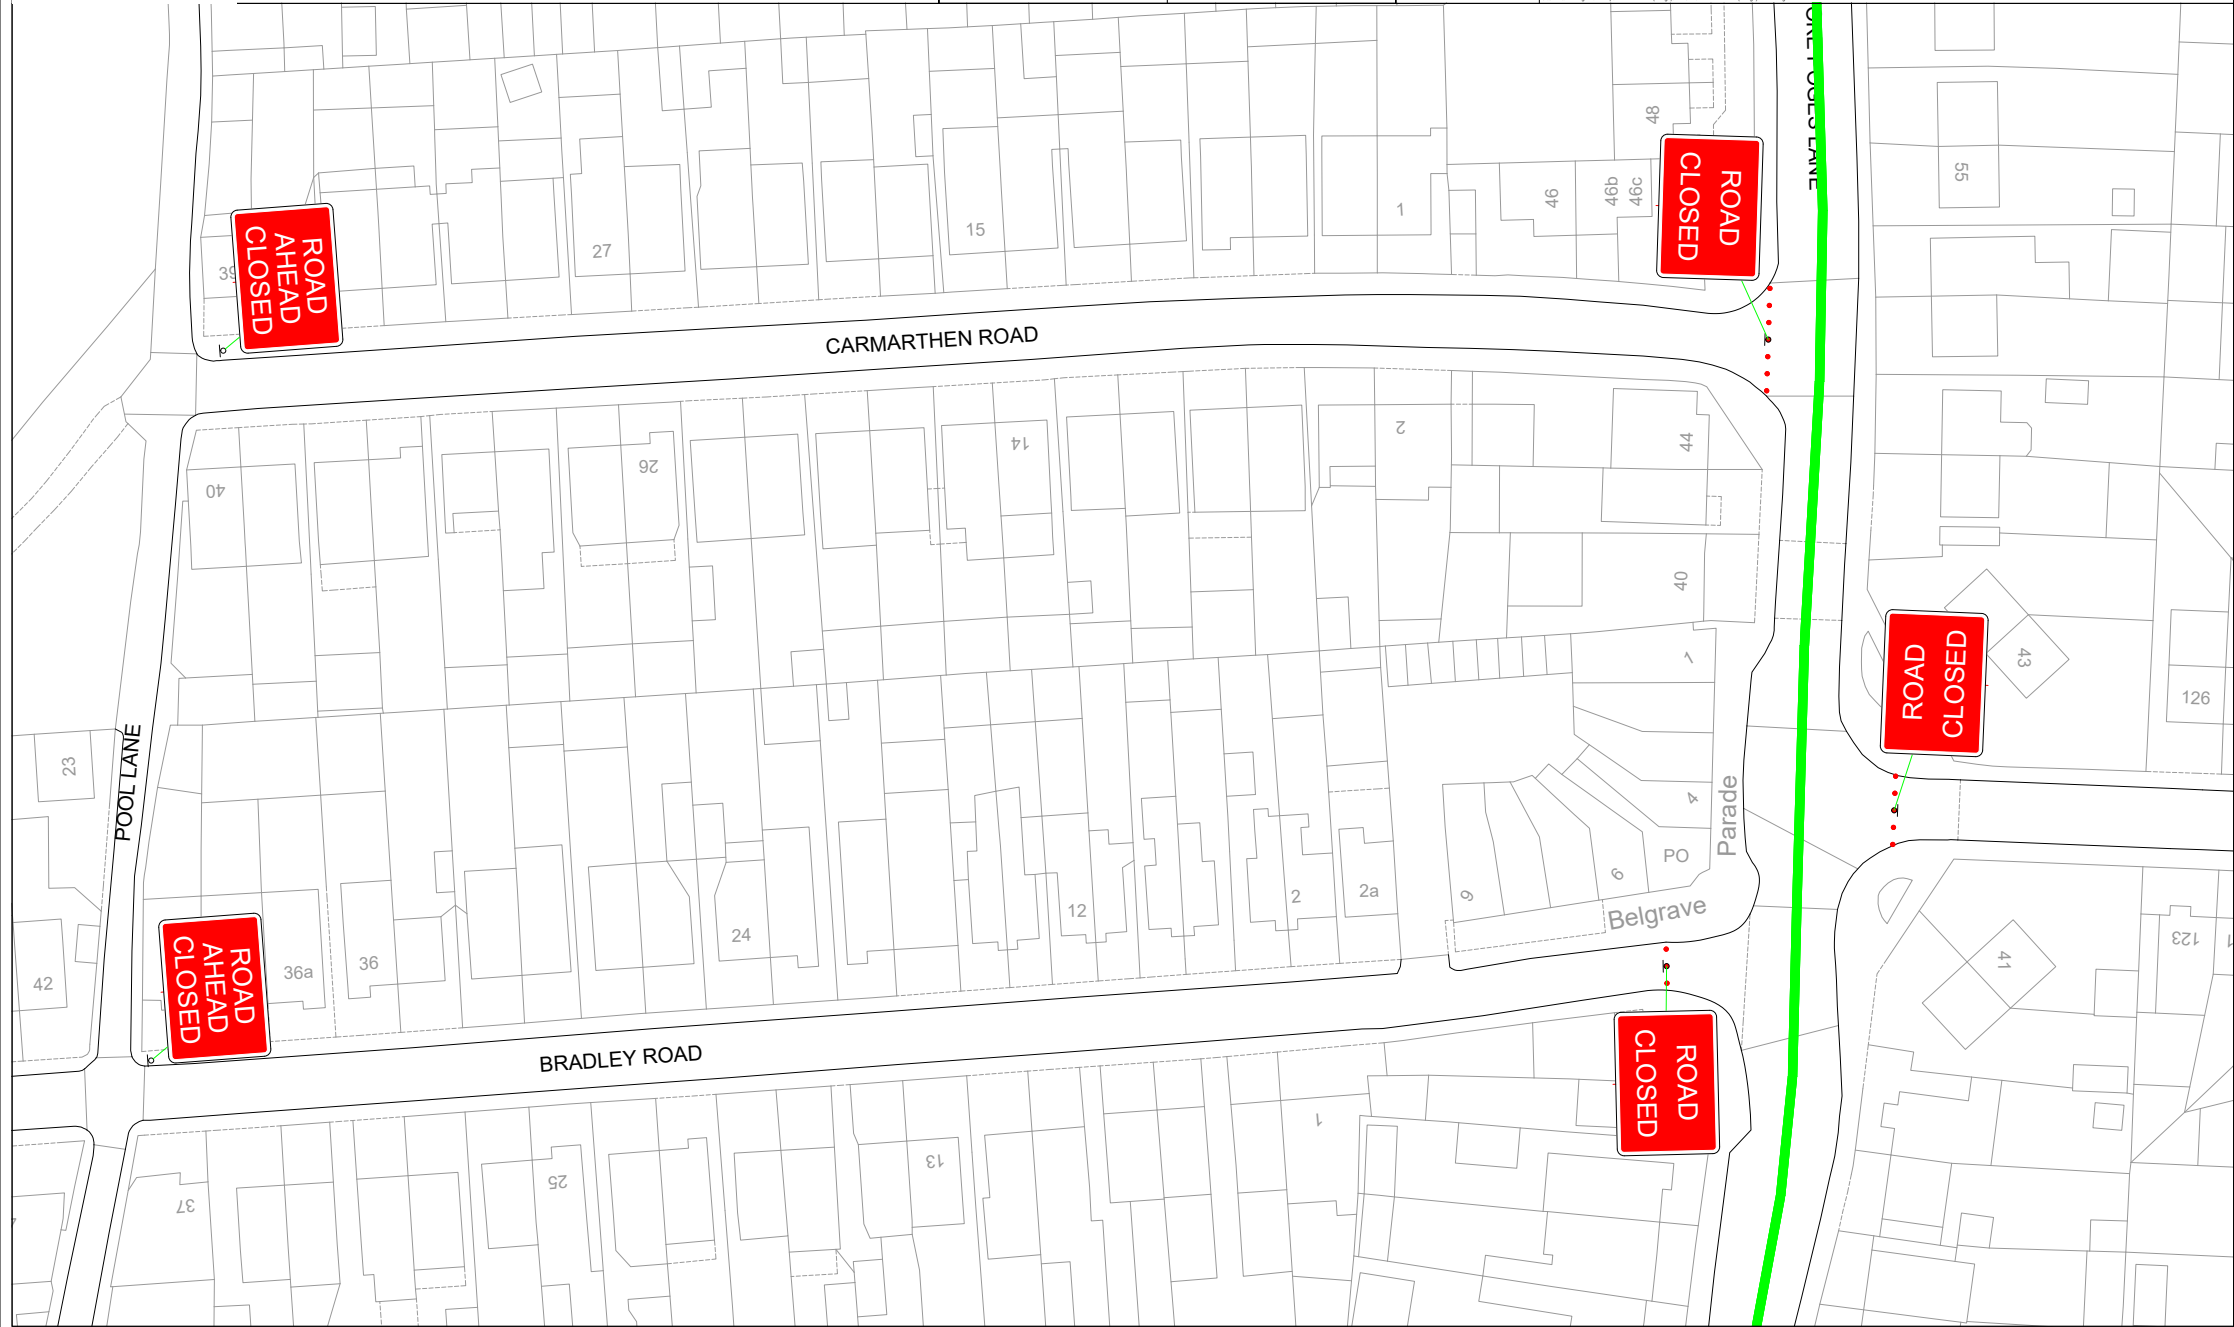 48
55
ROAD
CLOSED
46
46b
46c
1
15
27
39
ROAD
AHEAD
CLOSED
CARMARTHEN ROAD
2
14
44
26
40
40
1
43
ROAD
CLOSED
126
23
POOL LANE
4
Parade
PO
6
9
2a
2
12
24
Belgrave
36
36a
42
ROAD
AHEAD
CLOSED
41
123
BRADLEY ROAD
ROAD
CLOSED
1
13
25
37